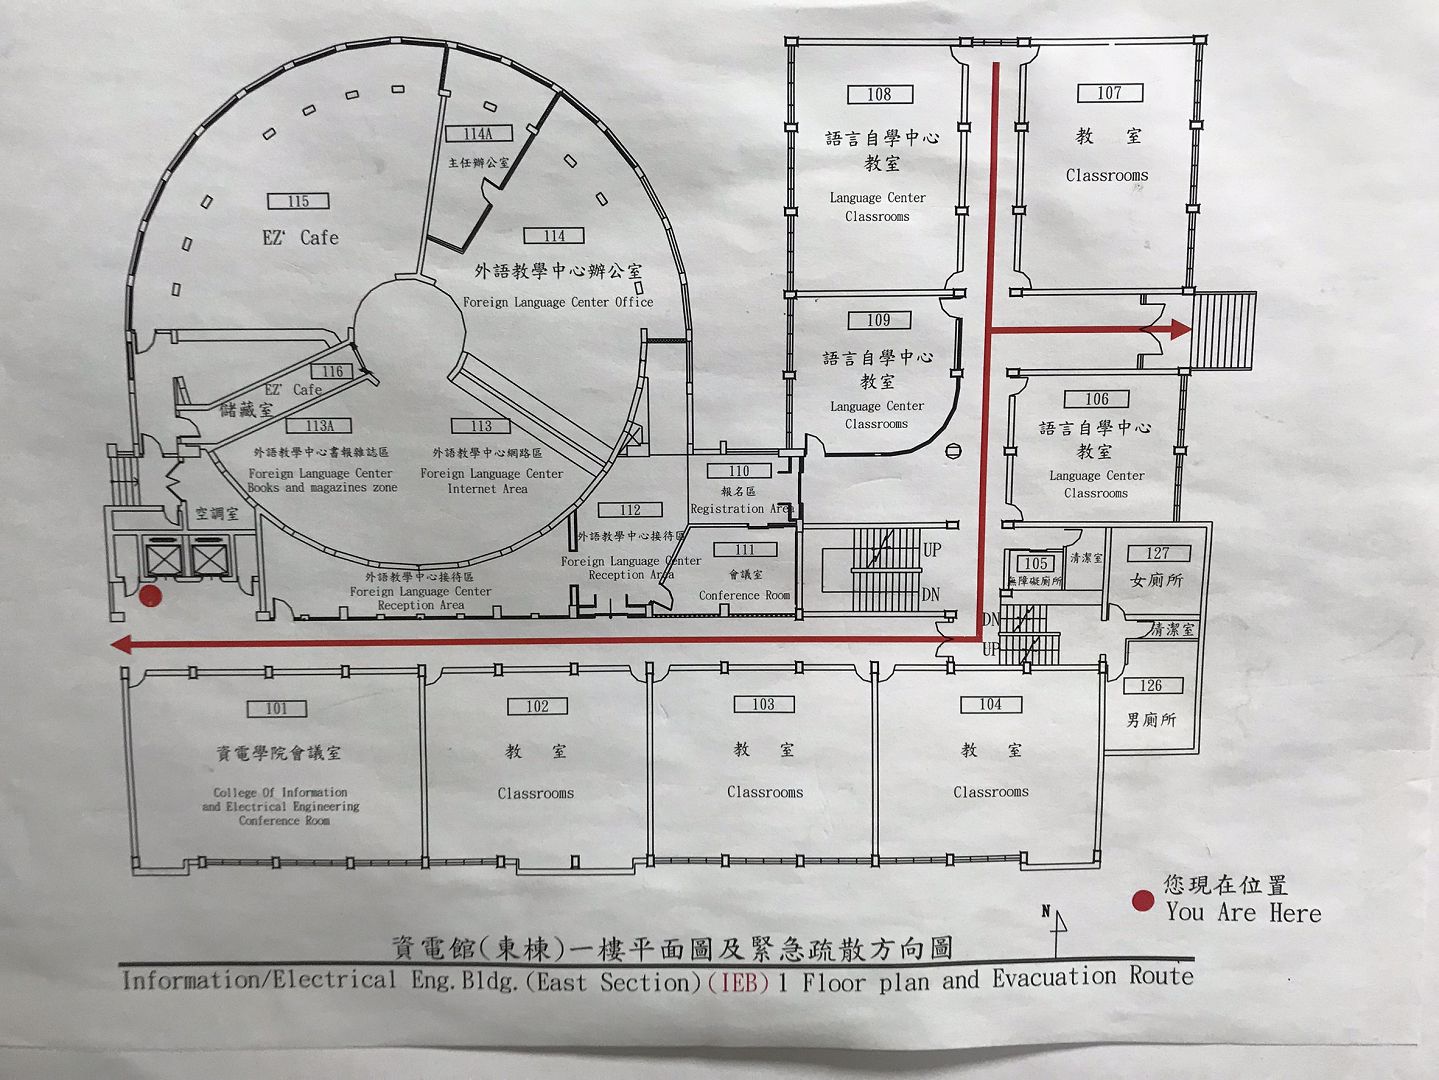 115
EZ' Cafe
114A
主任辦公室
114
外語教學中心辦公室
Foreign Language Center Office
116
EZ' Cafe
儲藏室
113A
外語教學中心書報雜誌區
Foreign Language Center
Books and magazines zone
113
外語教學中心網路區
Foreign Language Center
Internet Area
空調室
112
外語教學中心接待區
Foreign Language Center
Reception Area
外語教學中心接待區
Foreign Language Center
Reception Area
110
報名區
Registration Area
111
會議室
Conference Room
108
語言自學中心
教室
Language Center
Classrooms
107
教 室
Classrooms
109
語言自學中心
教室
Language Center
Classrooms
106
語言自學中心
教室
Language Center
Classrooms
UP
DN
105
無障礙廁所
清潔室
127
女廁所
DN
UP
清潔室
126
男廁所
101
資電學院會議室
College Of Information
and Electrical Engineering
Conference Room
102
教 室
Classrooms
103
教 室
Classrooms
104
教 室
Classrooms
您現在位置
You Are Here
N
資電館(東棟)一樓平面圖及緊急疏散方向圖
Information/Electrical Eng.Bldg.(East Section)(IEB)1 Floor plan and Evacuation Route